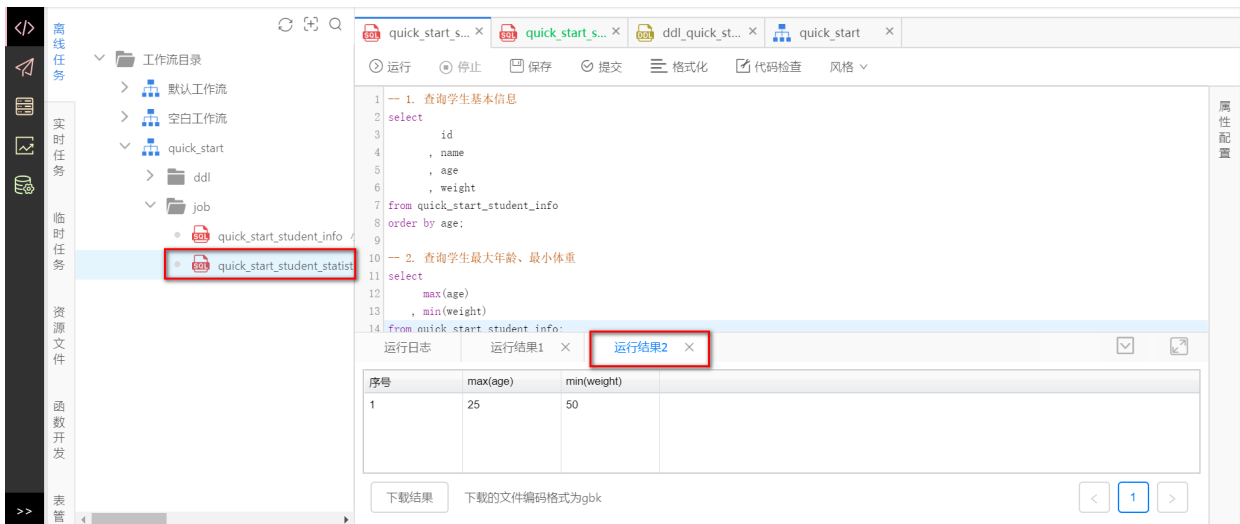 离线任务
实时任务
临时任务
资源文件
函数开发
表管
>>
工作流目录
默认工作流
空白工作流
quick_start
ddl
job
quick_start_student_info
quick_start_student_statist
quick_start_s...
quick_start_s...
ddl_quick_st...
quick_start
运行 停止 保存 提交 格式化 代码检查 风格
1 -- 1. 查询学生基本信息
2 select
3 id
4 , name
5 , age
6 , weight
7 from quick_start_student_info
8 order by age;
9
10 -- 2. 查询学生最大年龄、最小体重
11 select
12 max(age)
13 , min(weight)
14 from quick_start_student_info;
属性配置
运行日志 运行结果1 运行结果2
序号 max(age) min(weight)
1 25 50
下载结果 下载的文件编码格式为gbk
< 1 >